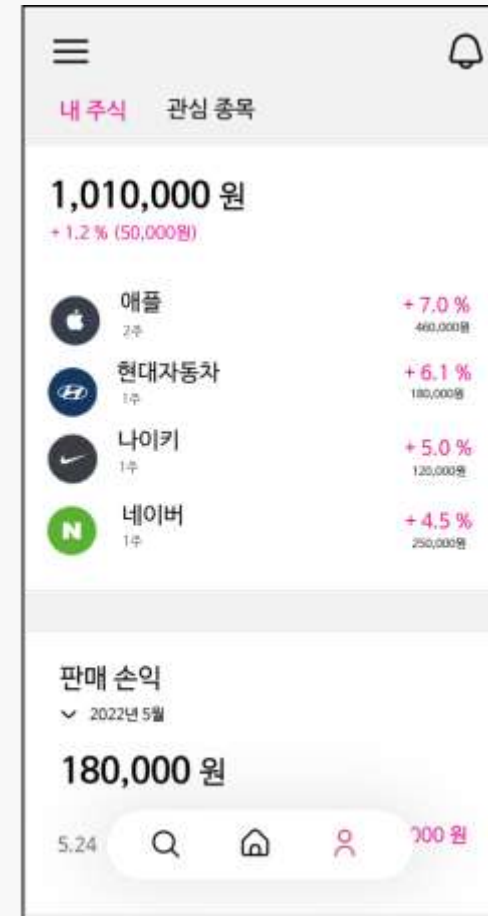 내 주식 관심 종목
1,010,000 원
+ 1.2 % (50,000원)
애플
2주
+ 7.0 %
460,000원
현대자동차
1주
+ 6.1 %
180,000원
나이키
1주
+ 5.0 %
120,000원
N
네이버
1주
+ 4.5 %
250,000원
판매 손익
2022년 5월
180,000 원
5.24
000 원